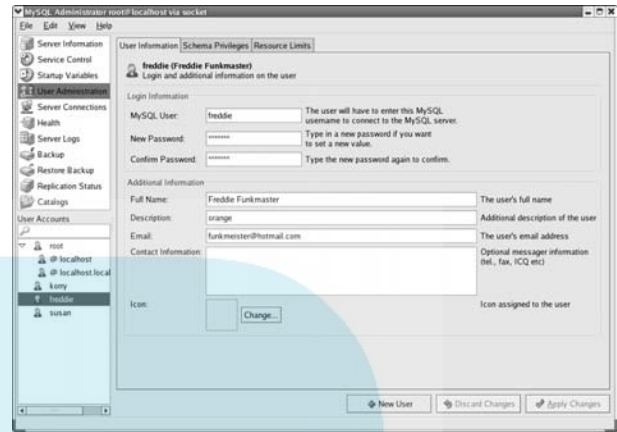 MySQL Administrator root@localhost via socket
File Edit View Help
Server Information
Service Control
Startup Variables
User Administration
Server Connections
Health
Server Logs
Backup
Restore Backup
Replication Status
Catalogs
User Accounts
root
@ localhost
@ localhost.local
kony
freddie
susan
User Information Schema Privileges Resource Limits
freddie (Freddie Funkmaster)
Login and additional information on the user
Login Information
MySQL User: freddie The user will have to enter this MySQL
username to connect to the MySQL server.
New Password: ******* Type in a new password if you want
to set a new value.
Confirm Password: ******* Type the new password again to confirm.
Additional Information
Full Name: Freddie Funkmaster The user's full name
Description: orange Additional description of the user
Email: funkmeister@hotmail.com The user's email address
Contact Information: Optional messager information
(tel., fax, ICQ etc)
Icon: Change... Icon assigned to the user
New User Discard Changes Apply Changes